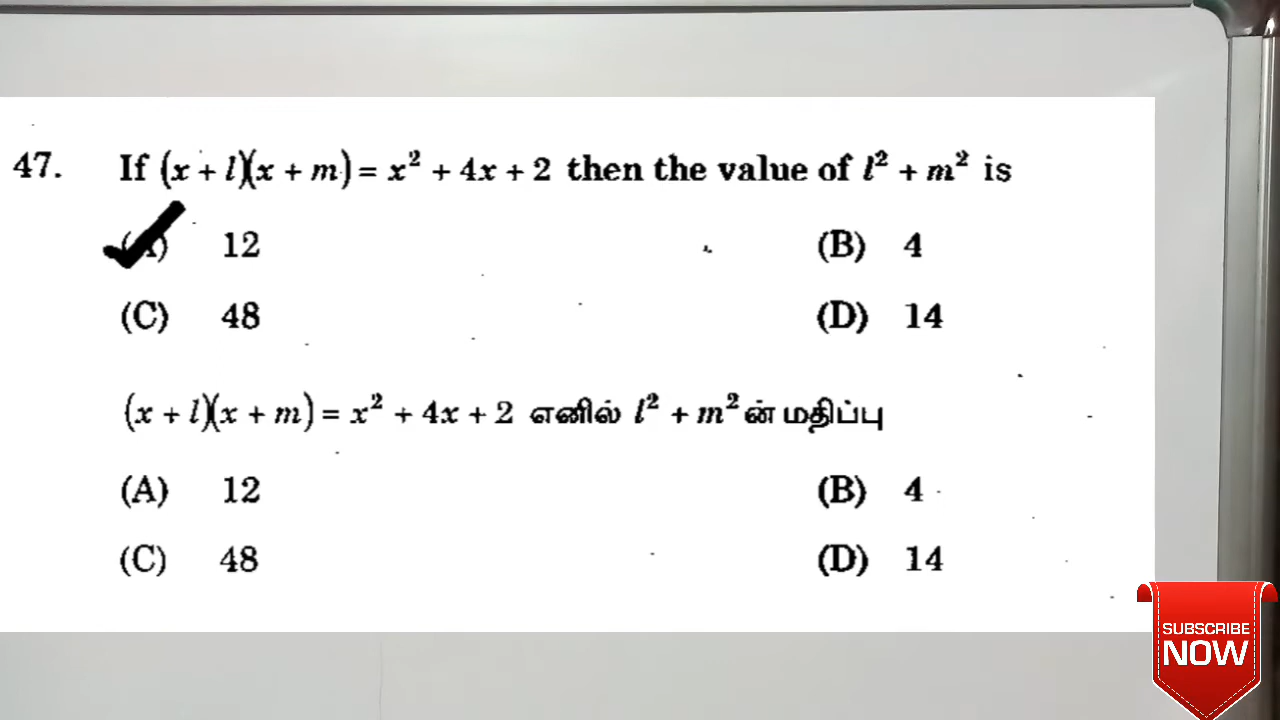 47. If (x + l)(x + m) = x² + 4x + 2 then the value of l² + m² is
(A) 12 (B) 4
(C) 48 (D) 14
(x + l)(x + m) = x² + 4x + 2 எனில் l² + m² ன் மதிப்பு
(A) 12 (B) 4
(C) 48 (D) 14
SUBSCRIBE
NOW